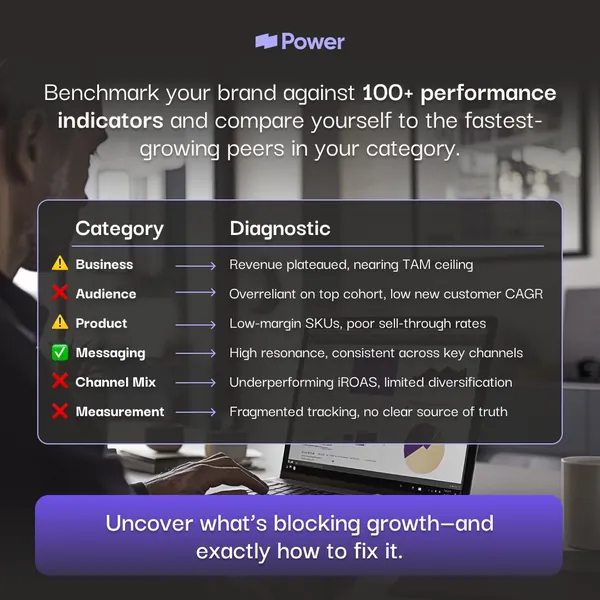 Power
Benchmark your brand against 100+ performance
indicators and compare yourself to the fastest-
growing peers in your category.
Category Diagnostic
⚠️ Business → Revenue plateaued, nearing TAM ceiling
❌ Audience → Overreliant on top cohort, low new customer CAGR
⚠️ Product → Low-margin SKUs, poor sell-through rates
✅ Messaging → High resonance, consistent across key channels
❌ Channel Mix → Underperforming iROAS, limited diversification
❌ Measurement → Fragmented tracking, no clear source of truth
Uncover what's blocking growth—and
exactly how to fix it.